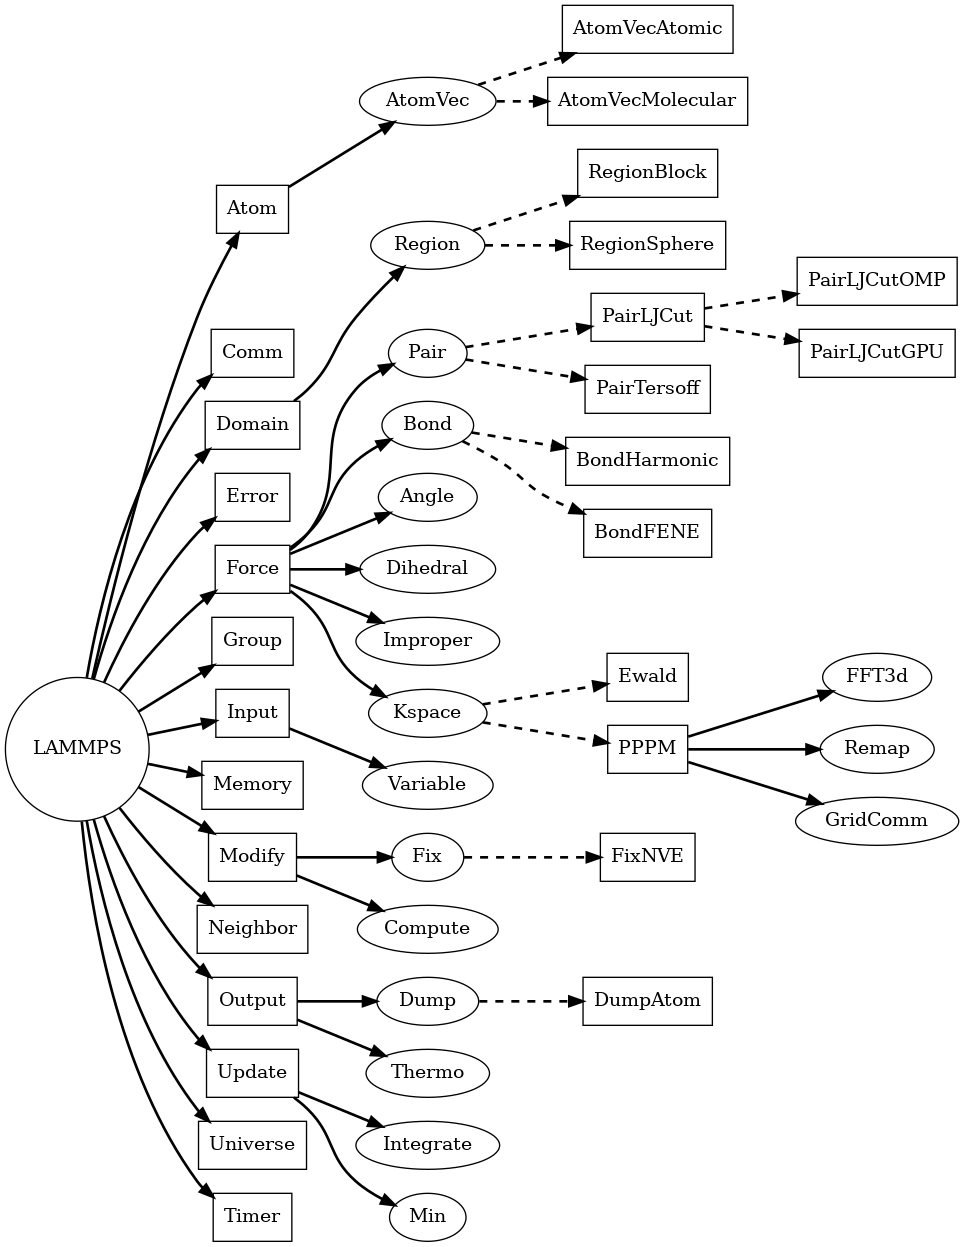 AtomVecAtomic
AtomVec
AtomVecMolecular
RegionBlock
Atom
Region
RegionSphere
PairLJCutOMP
PairLJCut
Comm
Pair
PairLJCutGPU
PairTersoff
Domain
Bond
BondHarmonic
Error
Angle
BondFENE
Force
Dihedral
Group
Improper
Ewald
FFT3d
Input
Kspace
LAMMPS
PPPM
Remap
Memory
Variable
GridComm
Modify
Fix
FixNVE
Neighbor
Compute
Output
Dump
DumpAtom
Update
Thermo
Universe
Integrate
Timer
Min